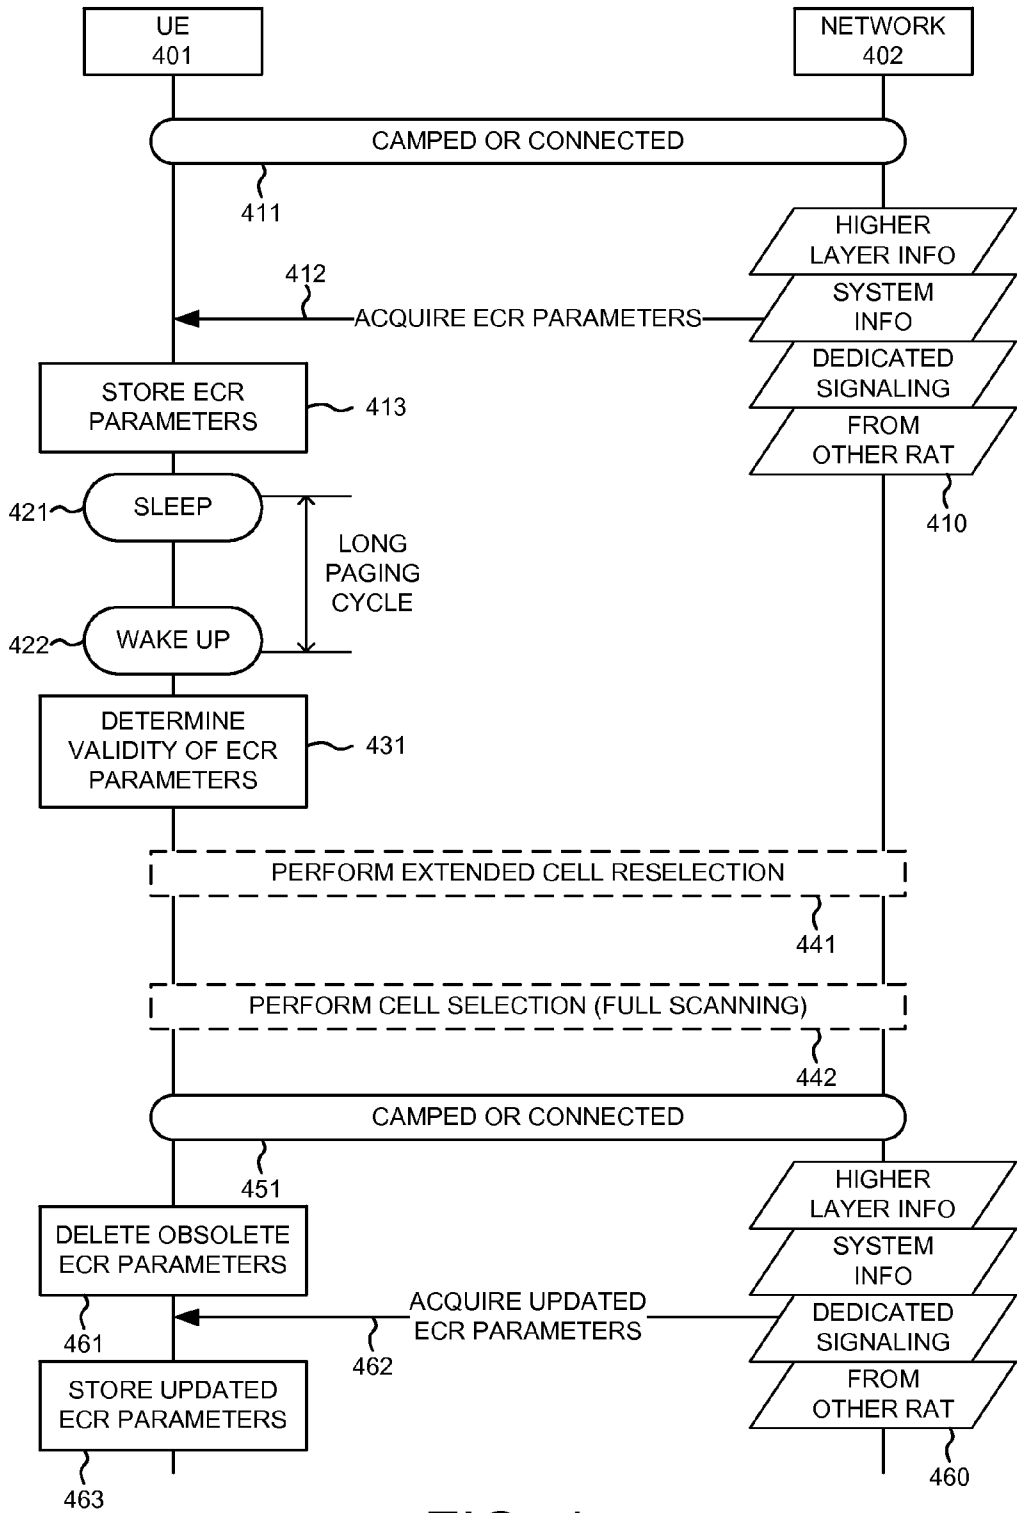 UE
401
NETWORK
402
CAMPED OR CONNECTED
411
HIGHER
LAYER INFO
412
ACQUIRE ECR PARAMETERS
SYSTEM
INFO
DEDICATED
SIGNALING
STORE ECR
PARAMETERS
413
FROM
OTHER RAT
410
421
SLEEP
LONG
PAGING
CYCLE
422
WAKE UP
DETERMINE
VALIDITY OF ECR
PARAMETERS
431
PERFORM EXTENDED CELL RESELECTION
441
PERFORM CELL SELECTION (FULL SCANNING)
442
CAMPED OR CONNECTED
451
HIGHER
LAYER INFO
DELETE OBSOLETE
ECR PARAMETERS
461
SYSTEM
INFO
ACQUIRE UPDATED
ECR PARAMETERS
462
DEDICATED
SIGNALING
STORE UPDATED
ECR PARAMETERS
463
FROM
OTHER RAT
460